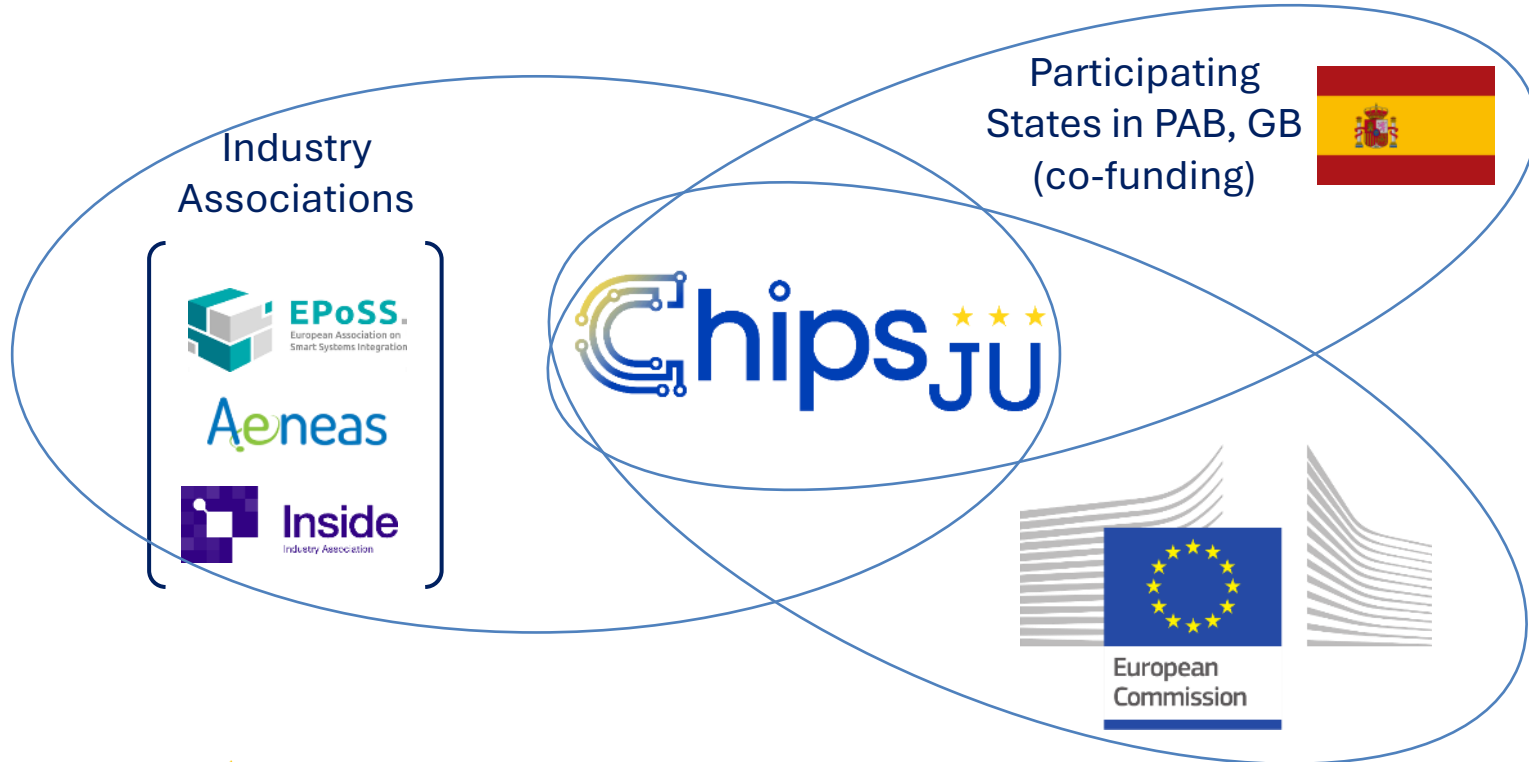 Industry
Associations
EPoSS.
European Association on
Smart Systems Integration
Aeneas
Inside
Industry Association
Participating
States in PAB, GB
(co-funding)
Chips
JU
European
Commission